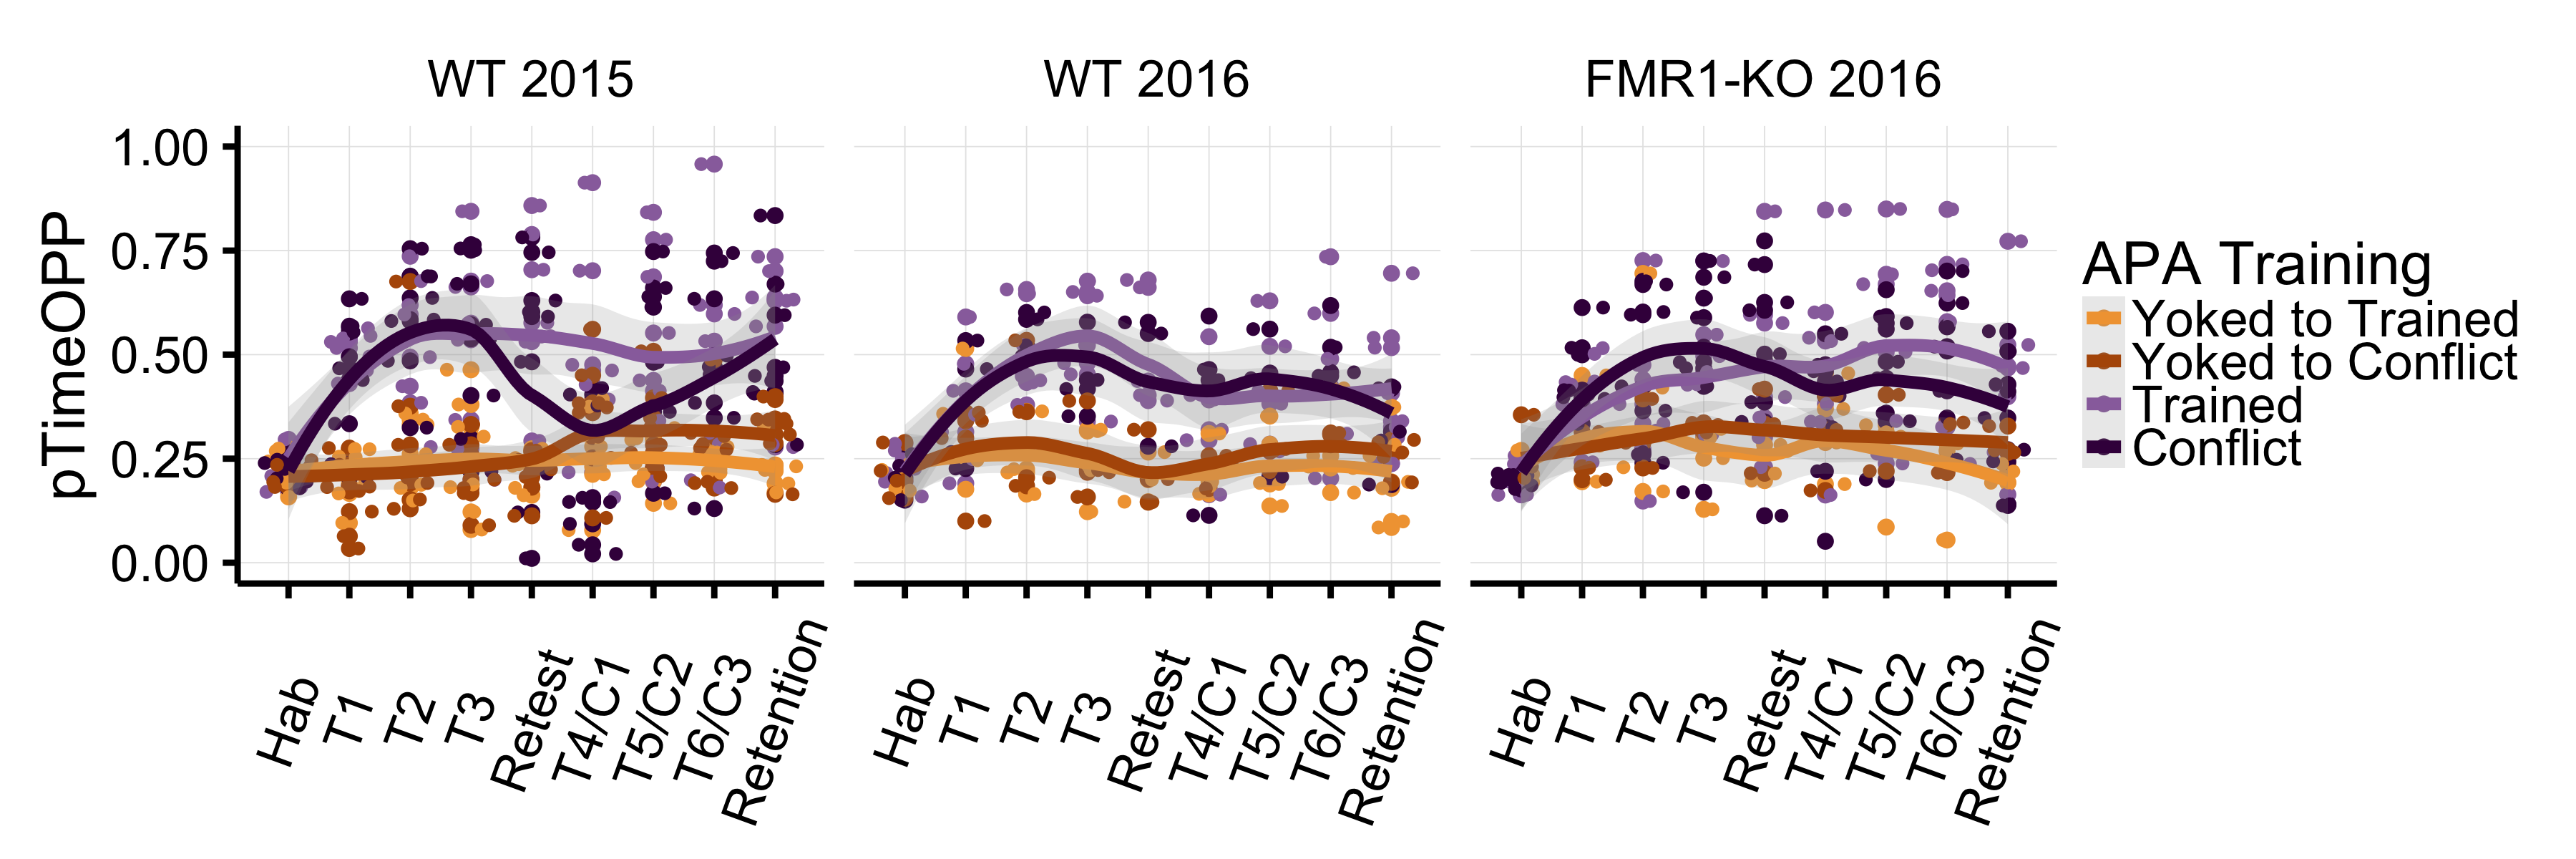 WT 2015
WT 2016
FMR1-KO 2016
pTimeOPP
1.00
0.75
0.50
0.25
0.00
Hab
T1
T2
T3
Retest
T4/C1
T5/C2
T6/C3
Retention
Hab
T1
T2
T3
Retest
T4/C1
T5/C2
T6/C3
Retention
Hab
T1
T2
T3
Retest
T4/C1
T5/C2
T6/C3
Retention
APA Training
Yoked to Trained
Yoked to Conflict
Trained
Conflict